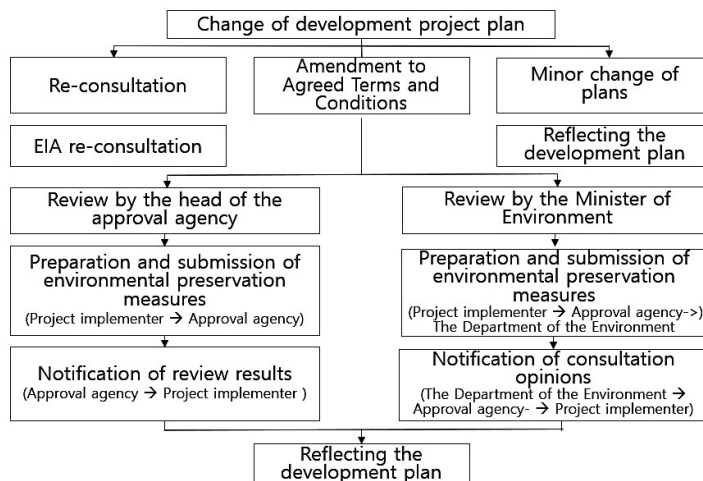 Change of development project plan
Re-consultation
Amendment to
Agreed Terms and
Conditions
Minor change of
plans
EIA re-consultation
Reflecting the
development plan
Review by the head of the
approval agency
Review by the Minister of
Environment
Preparation and submission of
environmental preservation
measures
(Project implementer → Approval agency)
Preparation and submission of
environmental preservation
measures
(Project implementer → Approval agency->)
The Department of the Environment
Notification of review results
(Approval agency → Project implementer )
Notification of consultation
opinions
(The Department of the Environment →
Approval agency- → Project implementer)
Reflecting the
development plan